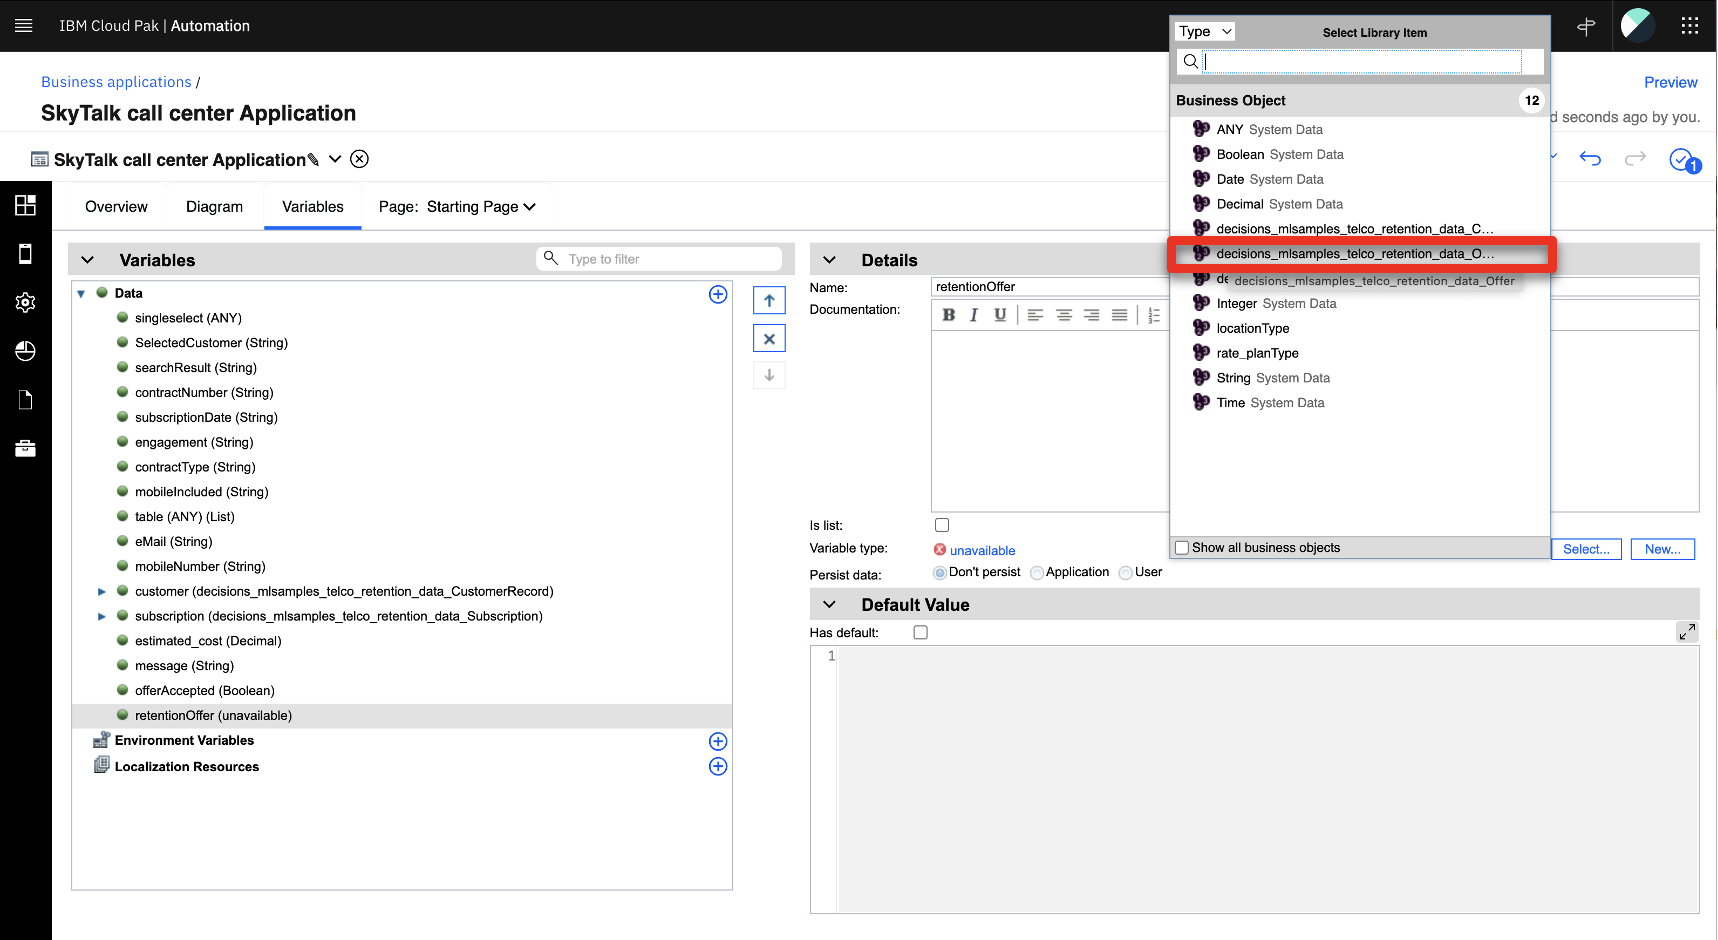 IBM Cloud Pak | Automation
Business applications /
Preview
SkyTalk call center Application
d seconds ago by you.
SkyTalk call center Application
1
Overview
Diagram
Variables
Page: Starting Page
Variables
Type to filter
Data
singleselect (ANY)
SelectedCustomer (String)
searchResult (String)
contractNumber (String)
subscriptionDate (String)
engagement (String)
contractType (String)
mobileIncluded (String)
table (ANY) (List)
eMail (String)
mobileNumber (String)
customer (decisions_mlsamples_telco_retention_data_CustomerRecord)
subscription (decisions_mlsamples_telco_retention_data_Subscription)
estimated_cost (Decimal)
message (String)
offerAccepted (Boolean)
retentionOffer (unavailable)
Environment Variables
Localization Resources
Details
Name:
retentionOffer
Documentation:
B I U
Is list:
Variable type:
unavailable
Select...
New...
Persist data:
Don't persist
Application
User
Default Value
Has default:
1
Type
Select Library Item
Business Object
12
ANY System Data
Boolean System Data
Date System Data
Decimal System Data
decisions_mlsamples_telco_retention_data_C...
decisions_mlsamples_telco_retention_data_O...
de
decisions_mlsamples_telco_retention_data_Offer
Integer System Data
locationType
rate_planType
String System Data
Time System Data
Show all business objects